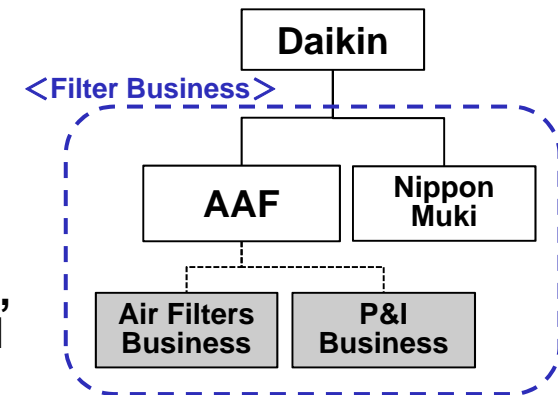 Daikin
＜Filter Business＞
AAF
Nippon
Muki
Air Filters
Business
P&I
Business
,